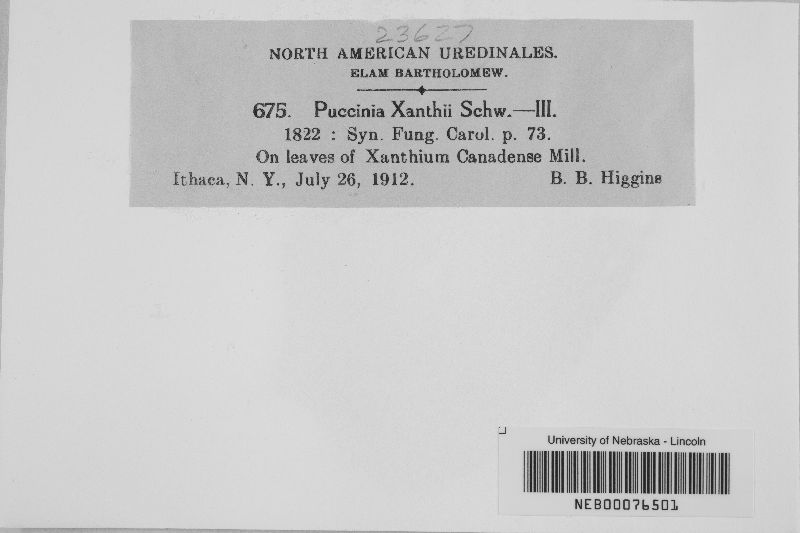 23627
NORTH AMERICAN UREDINALES.
ELAM BARTHOLOMEW.
675. Puccinia Xanthii Schw.—III.
1822 : Syn. Fung. Carol. p. 73.
On leaves of Xanthium Canadense Mill.
Ithaca, N. Y., July 26, 1912. B. B. Higgins
University of Nebraska - Lincoln
NEB00076501